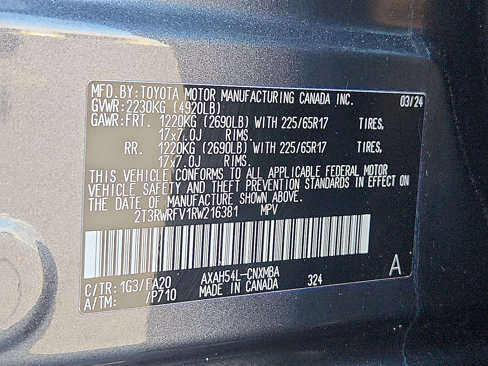 MFD.BY:TOYOTA MOTOR MANUFACTURING CANADA INC. 03/24
GVWR:2230KG (4920LB)
GAWR:FRT. 1220KG (2690LB) WITH 225/65R17 TIRES,
17x7.0J RIMS.
RR. 1220KG (2690LB) WITH 225/65R17 TIRES,
17x7.0J RIMS.
THIS VEHICLE CONFORMS TO ALL APPLICABLE FEDERAL MOTOR
VEHICLE SAFETY AND THEFT PREVENTION STANDARDS IN EFFECT ON
THE DATE OF MANUFACTURE SHOWN ABOVE.
2T3RWRFV1RW216381 MPV
C/TR:1G3/FA20 AXAH54L-CNXMBA 324 A
A/TM: /P710 MADE IN CANADA